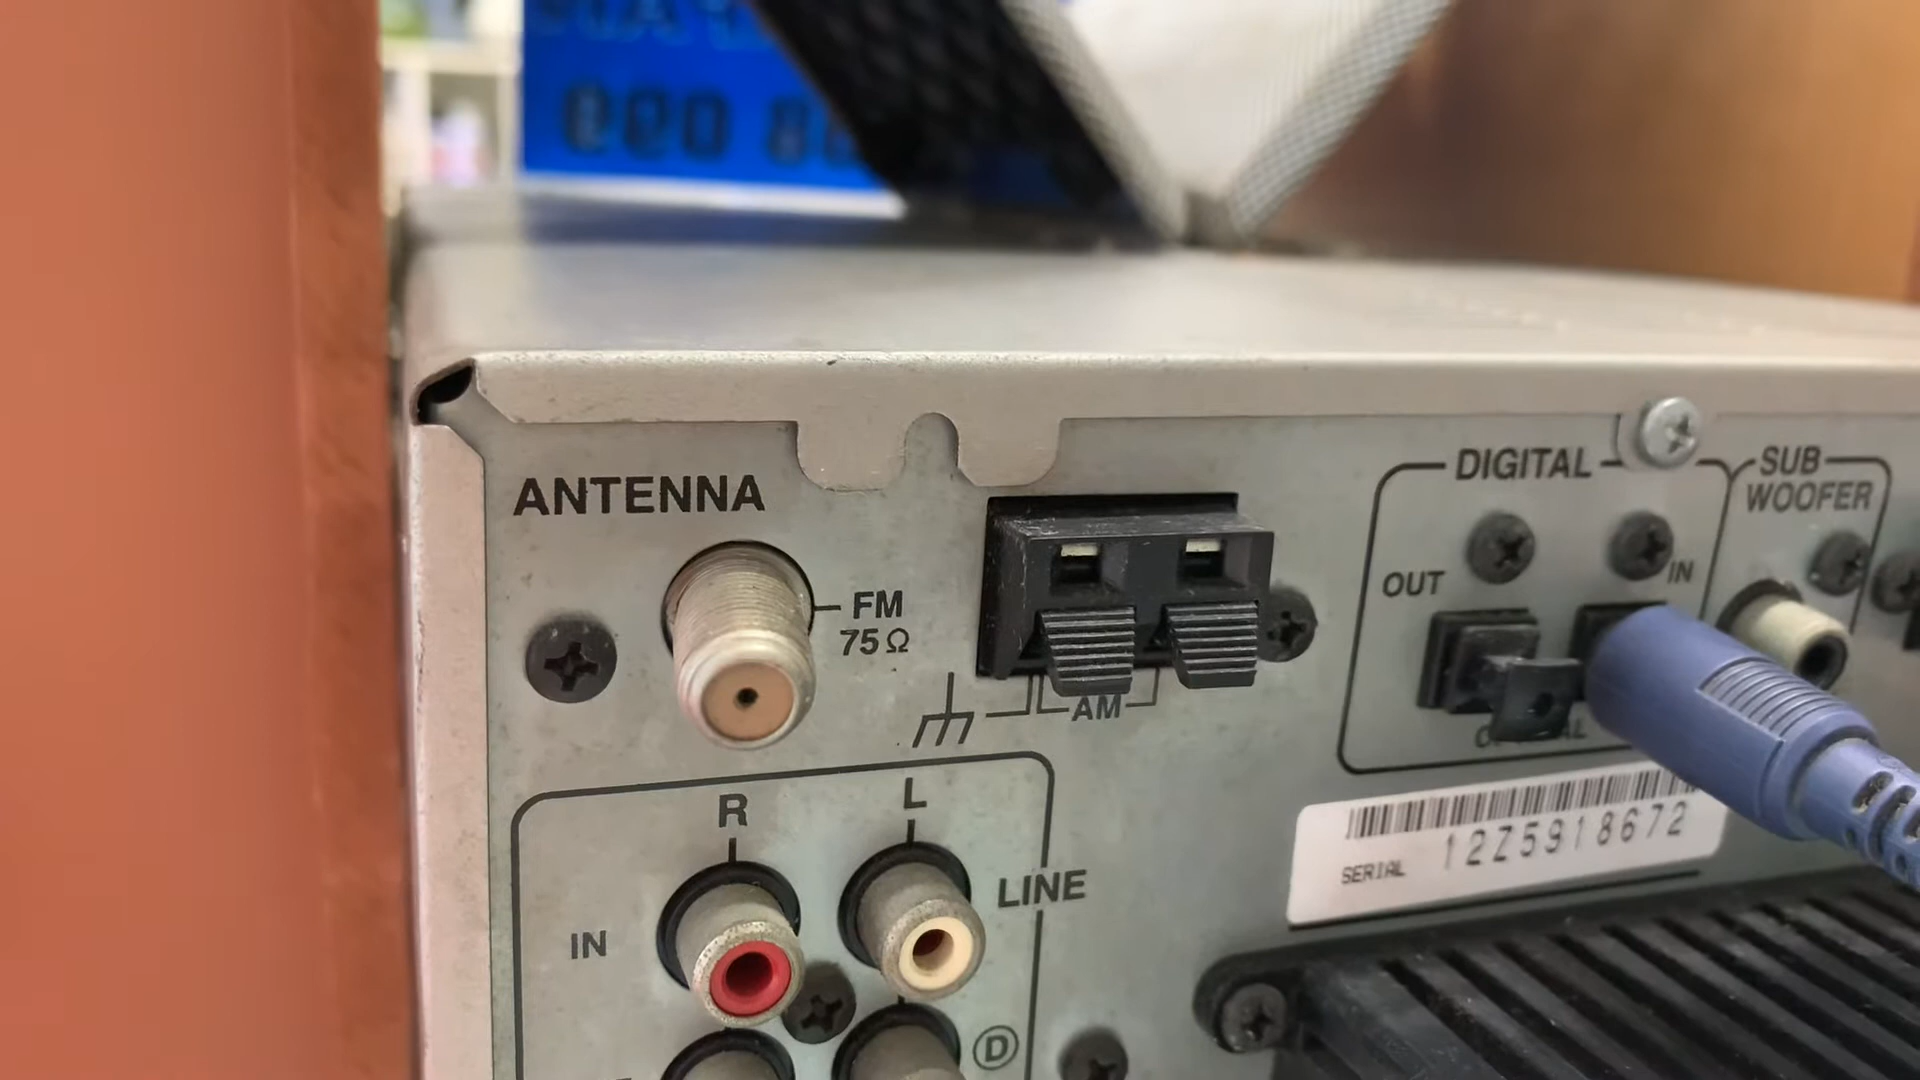 ANTENNA
FM
75Ω
AM
DIGITAL
OUT
IN
SUB
WOOFER
SERIAL 12Z5918672
R
L
LINE
IN
D